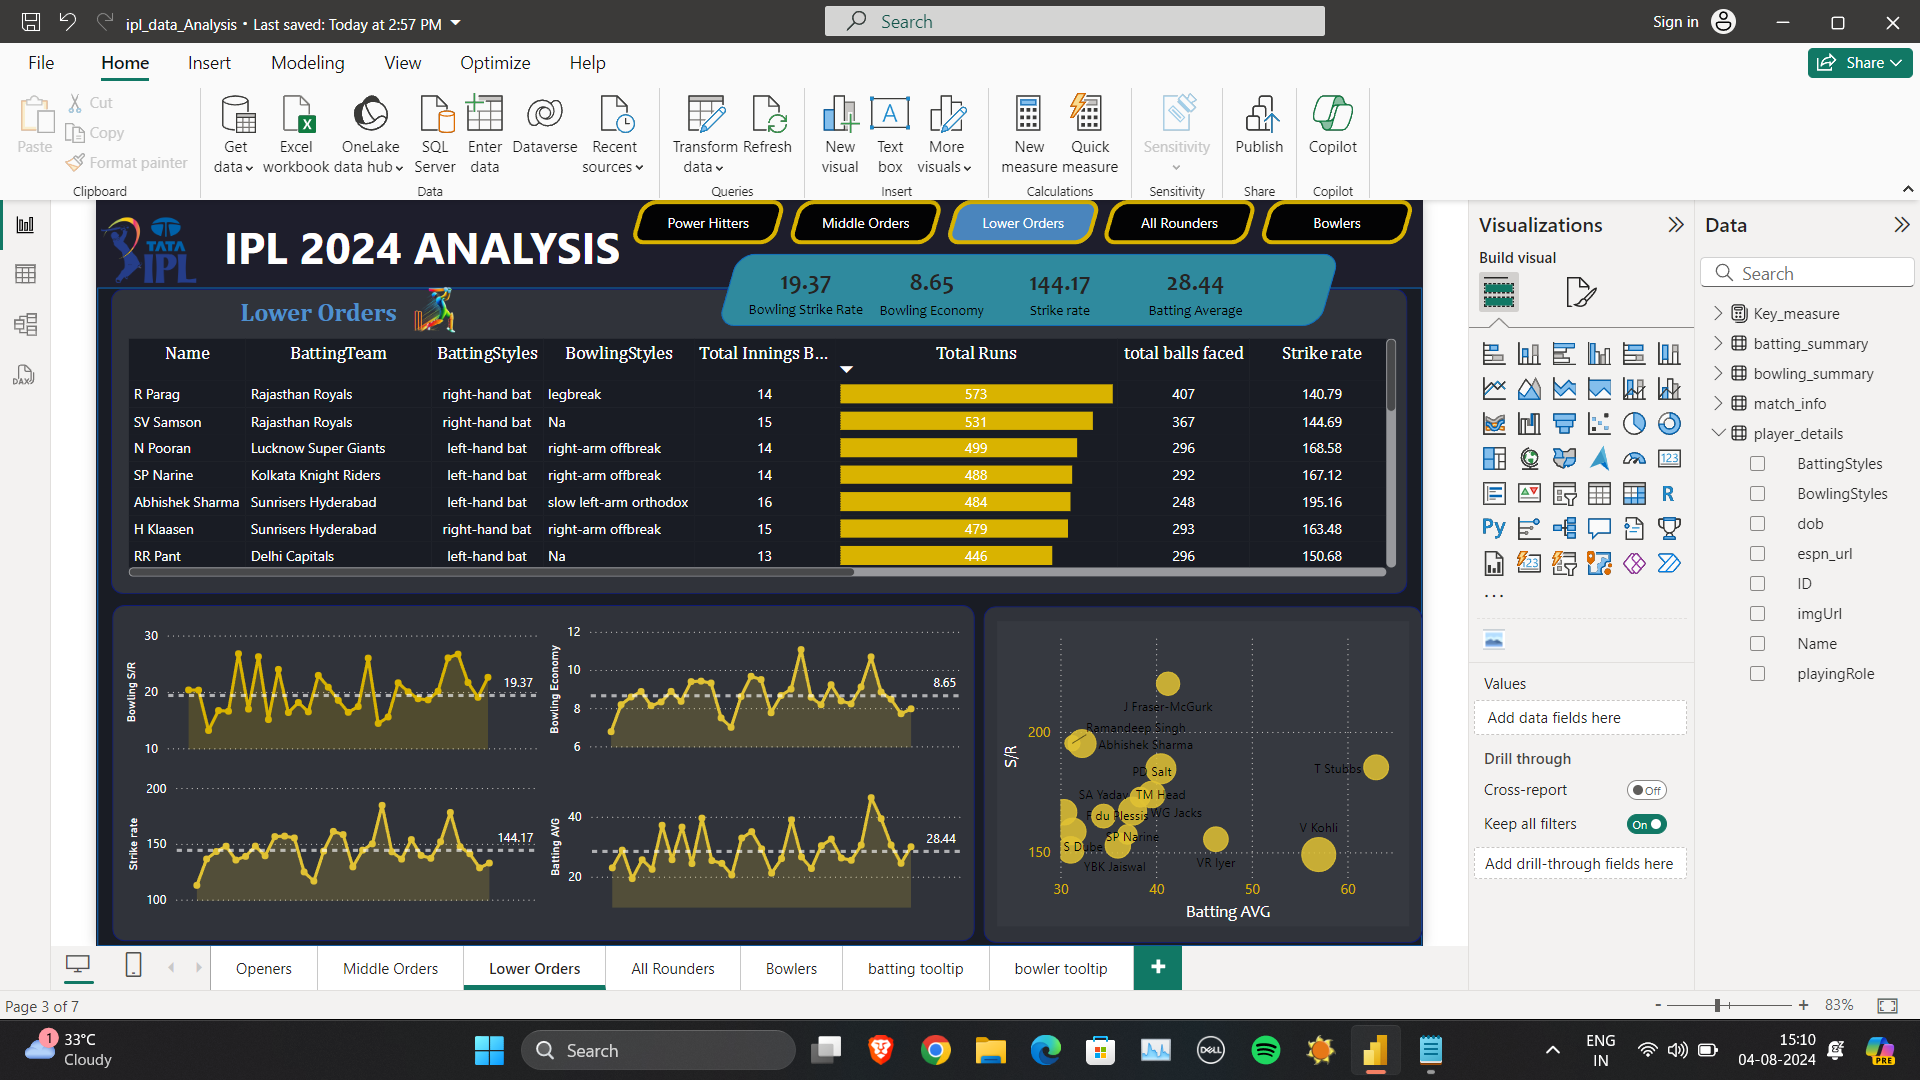 ipl_data_Analysis • Last saved: Today at 2:57 PM
Search
Sign in
File Home Insert Modeling View Optimize Help
Share
Paste
Cut
Copy
Format painter
Clipboard
Get data
Excel workbook
OneLake data hub
SQL Server
Enter data
Dataverse
Recent sources
Data
Transform data
Refresh
Queries
New visual
Text box
More visuals
Insert
New measure
Quick measure
Calculations
Sensitivity
Sensitivity
Publish
Share
Copilot
Copilot
TATA
IPL
IPL 2024 ANALYSIS
Power Hitters
Middle Orders
Lower Orders
All Rounders
Bowlers
19.37 8.65 144.17 28.44
Bowling Strike Rate Bowling Economy Strike rate Batting Average
Lower Orders
Name BattingTeam BattingStyles BowlingStyles Total Innings B... Total Runs total balls faced Strike rate
R Parag Rajasthan Royals right-hand bat legbreak 14 573 407 140.79
SV Samson Rajasthan Royals right-hand bat Na 15 531 367 144.69
N Pooran Lucknow Super Giants left-hand bat right-arm offbreak 14 499 296 168.58
SP Narine Kolkata Knight Riders left-hand bat right-arm offbreak 14 488 292 167.12
Abhishek Sharma Sunrisers Hyderabad left-hand bat slow left-arm orthodox 16 484 248 195.16
H Klaasen Sunrisers Hyderabad right-hand bat right-arm offbreak 15 479 293 163.48
RR Pant Delhi Capitals left-hand bat Na 13 446 296 150.68
Bowling S/R
30
20
10
19.37
Bowling Economy
12
10
8
6
8.65
Strike rate
200
150
100
144.17
Batting AVG
40
20
28.44
S/R
200
150
J Fraser-McGurk
Ramandeep Singh
Abhishek Sharma
PD Salt
T Stubbs
SA Yadav
TM Head
F du Plessis
WG Jacks
SP Narine
V Kohli
S Dube
YBK Jaiswal
VR Iyer
30 40 50 60
Batting AVG
Openers
Middle Orders
Lower Orders
All Rounders
Bowlers
batting tooltip
bowler tooltip
+
Page 3 of 7
- + 83%
Visualizations
Build visual
123
R
Py
123
...
Values
Add data fields here
Drill through
Cross-report
Off
Keep all filters
On
Add drill-through fields here
Data
Search
Key_measure
batting_summary
bowling_summary
match_info
player_details
BattingStyles
BowlingStyles
dob
espn_url
ID
imgUrl
Name
playingRole
DAX
1
33°C
Cloudy
Search
DELL
ENG
IN
15:10
04-08-2024
PRE